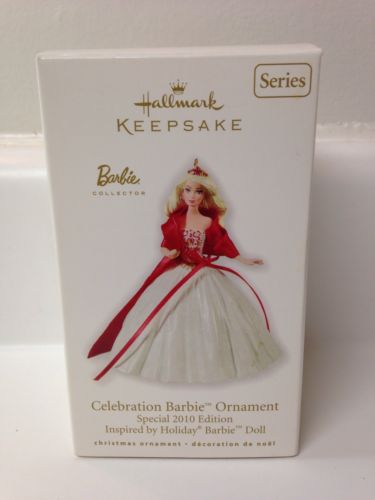 Series
Hallmark
KEEPSAKE
Barbie
COLLECTOR
Celebration Barbie™ Ornament
Special 2010 Edition
Inspired by Holiday® Barbie™ Doll
christmas ornament • décoration de noël